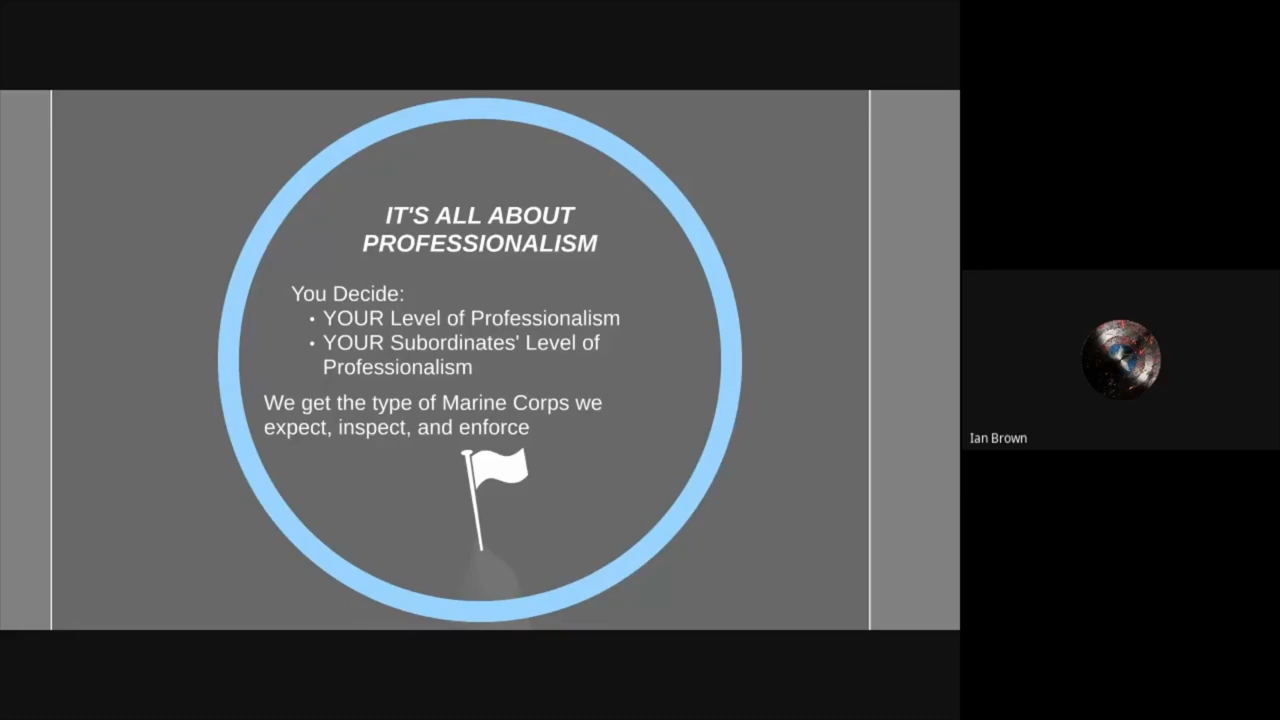 IT'S ALL ABOUT
PROFESSIONALISM
You Decide:
• YOUR Level of Professionalism
• YOUR Subordinates' Level of
Professionalism
We get the type of Marine Corps we
expect, inspect, and enforce
Ian Brown